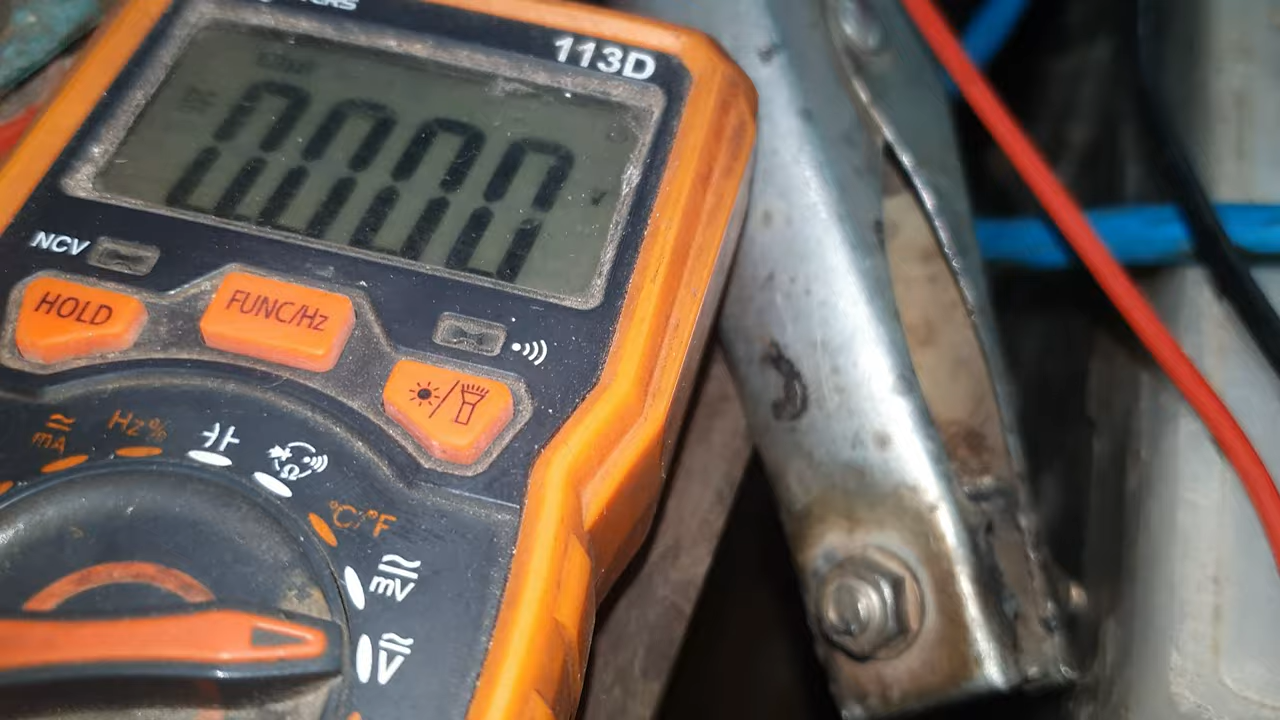 113D
0000
V
NCV
HOLD
FUNC/Hz
mA
Hz%
Ω
°C/°F
mV
V